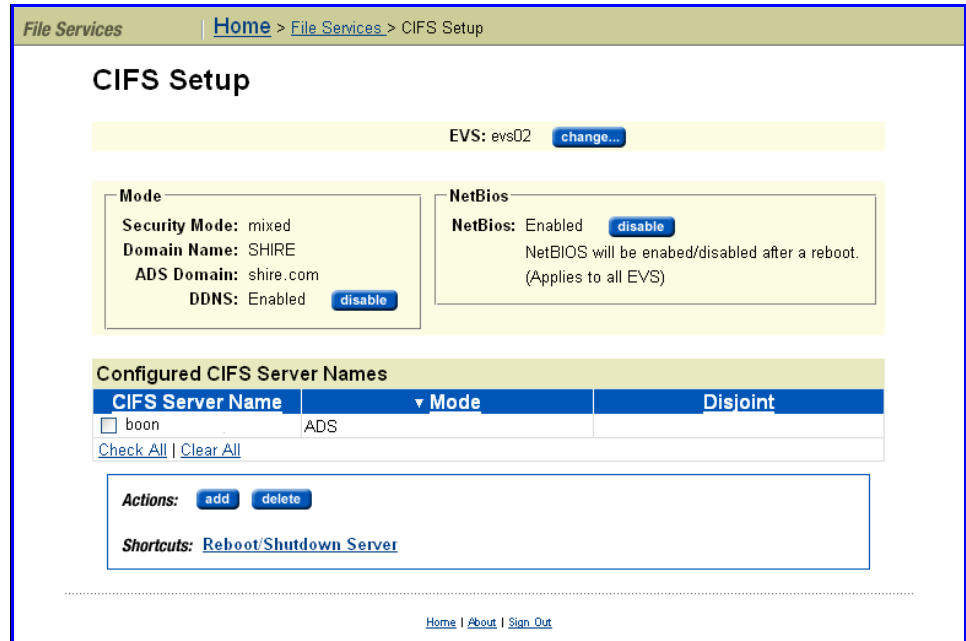 File Services Home > File Services > CIFS Setup
CIFS Setup
EVS: evs02 change...
Mode
Security Mode: mixed
Domain Name: SHIRE
ADS Domain: shire.com
DDNS: Enabled disable
NetBios
NetBios: Enabled disable
NetBIOS will be enabed/disabled after a reboot.
(Applies to all EVS)
Configured CIFS Server Names
CIFS Server Name Mode Disjoint
boon ADS
Check All | Clear All
Actions: add delete
Shortcuts: Reboot/Shutdown Server
Home | About | Sign Out